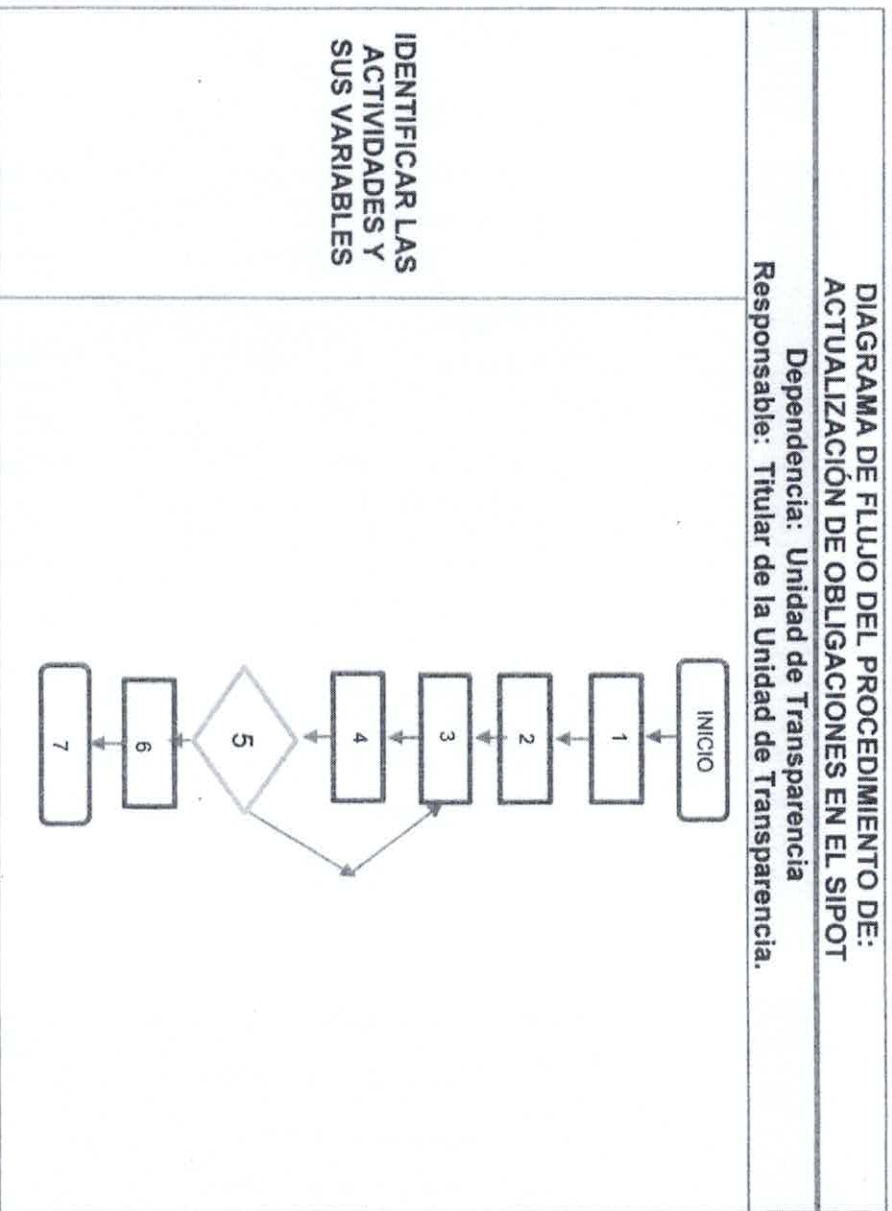 DIAGRAMA DE FLUJO DEL PROCEDIMIENTO DE:
ACTUALIZACIÓN DE OBLIGACIONES EN EL SIPOT
Dependencia: Unidad de Transparencia
Responsable: Titular de la Unidad de Transparencia.
IDENTIFICAR LAS
ACTIVIDADES Y
SUS VARIABLES
INICIO
1
2
3
4
5
6
7